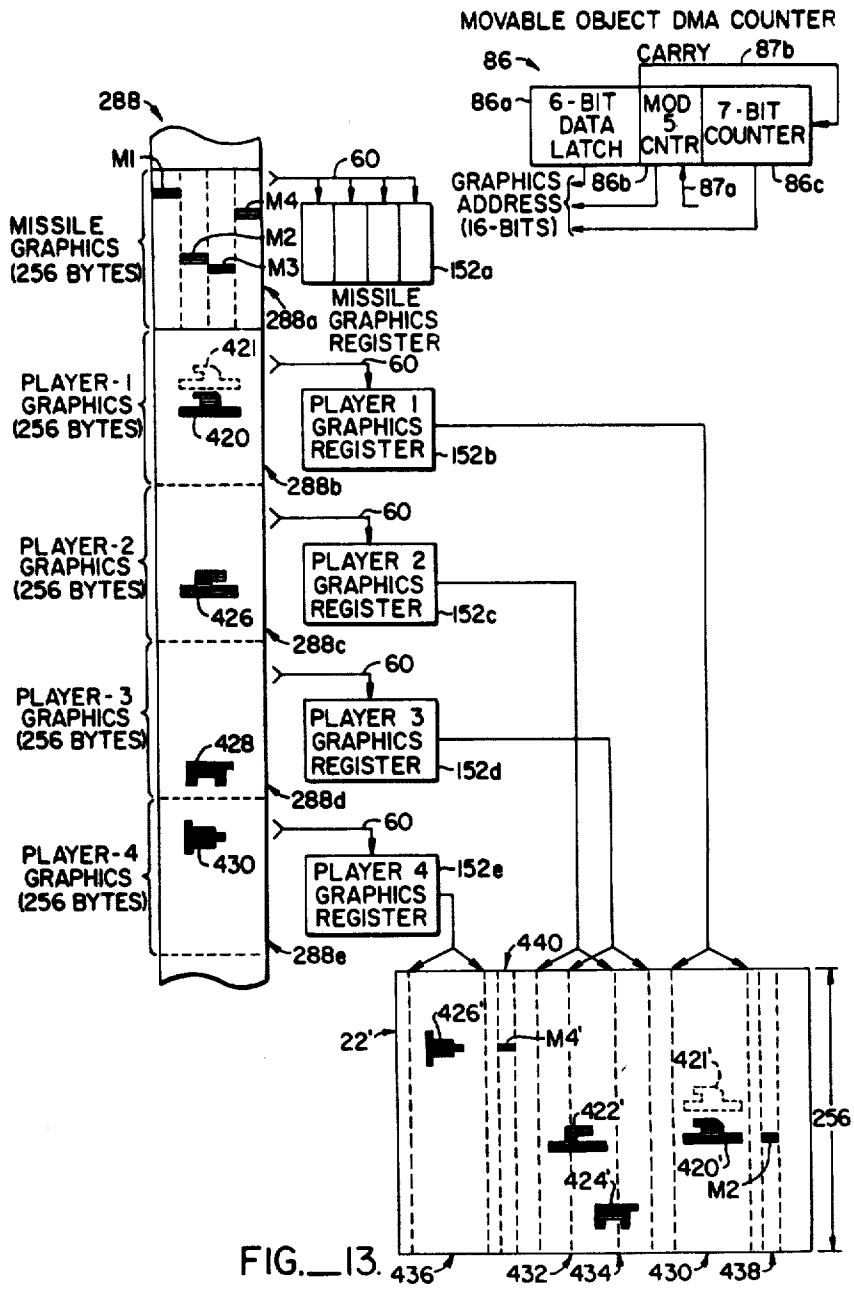 MOVABLE OBJECT DMA COUNTER
CARRY
87b
86
86a
6-BIT
DATA
LATCH
MOD
5
CNTR
7-BIT
COUNTER
GRAPHICS
ADDRESS
(16-BITS)
86b
87a
86c
288
M1
60
M4
M2
M3
MISSILE
GRAPHICS
(256 BYTES)
152a
MISSILE
GRAPHICS
REGISTER
288a
421
60
PLAYER-1
GRAPHICS
(256 BYTES)
420
PLAYER 1
GRAPHICS
REGISTER
152b
288b
60
PLAYER-2
GRAPHICS
(256 BYTES)
426
PLAYER 2
GRAPHICS
REGISTER
152c
288c
60
PLAYER-3
GRAPHICS
(256 BYTES)
428
PLAYER 3
GRAPHICS
REGISTER
152d
288d
60
PLAYER-4
GRAPHICS
(256 BYTES)
430
PLAYER 4
GRAPHICS
REGISTER
152e
288e
440
22'
426'
M4'
421'
422'
256
420'
424'
M2
FIG._13.
436
432
434
430
438